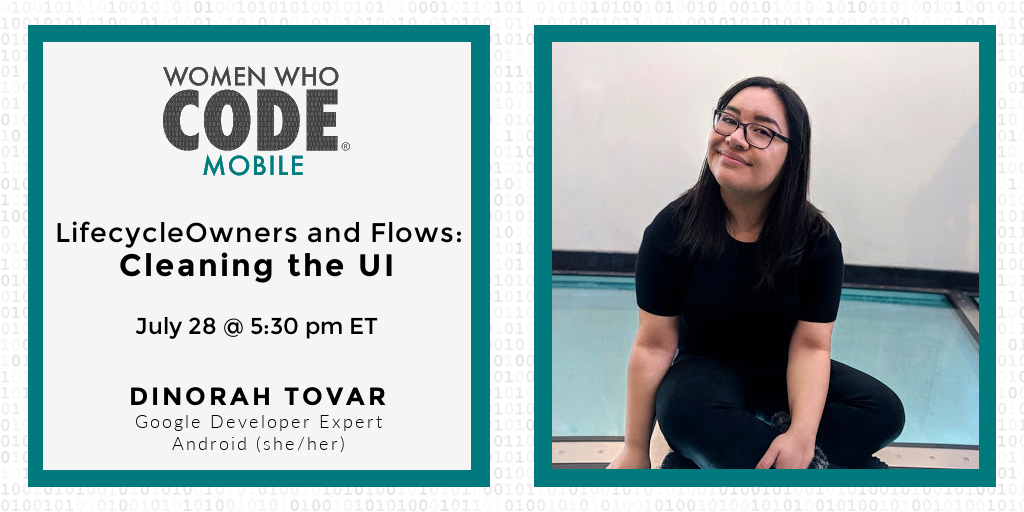 WOMEN WHO
CODE®
MOBILE
LifecycleOwners and Flows:
Cleaning the UI
July 28 @ 5:30 pm ET
DINORAH TOVAR
Google Developer Expert
Android (she/her)